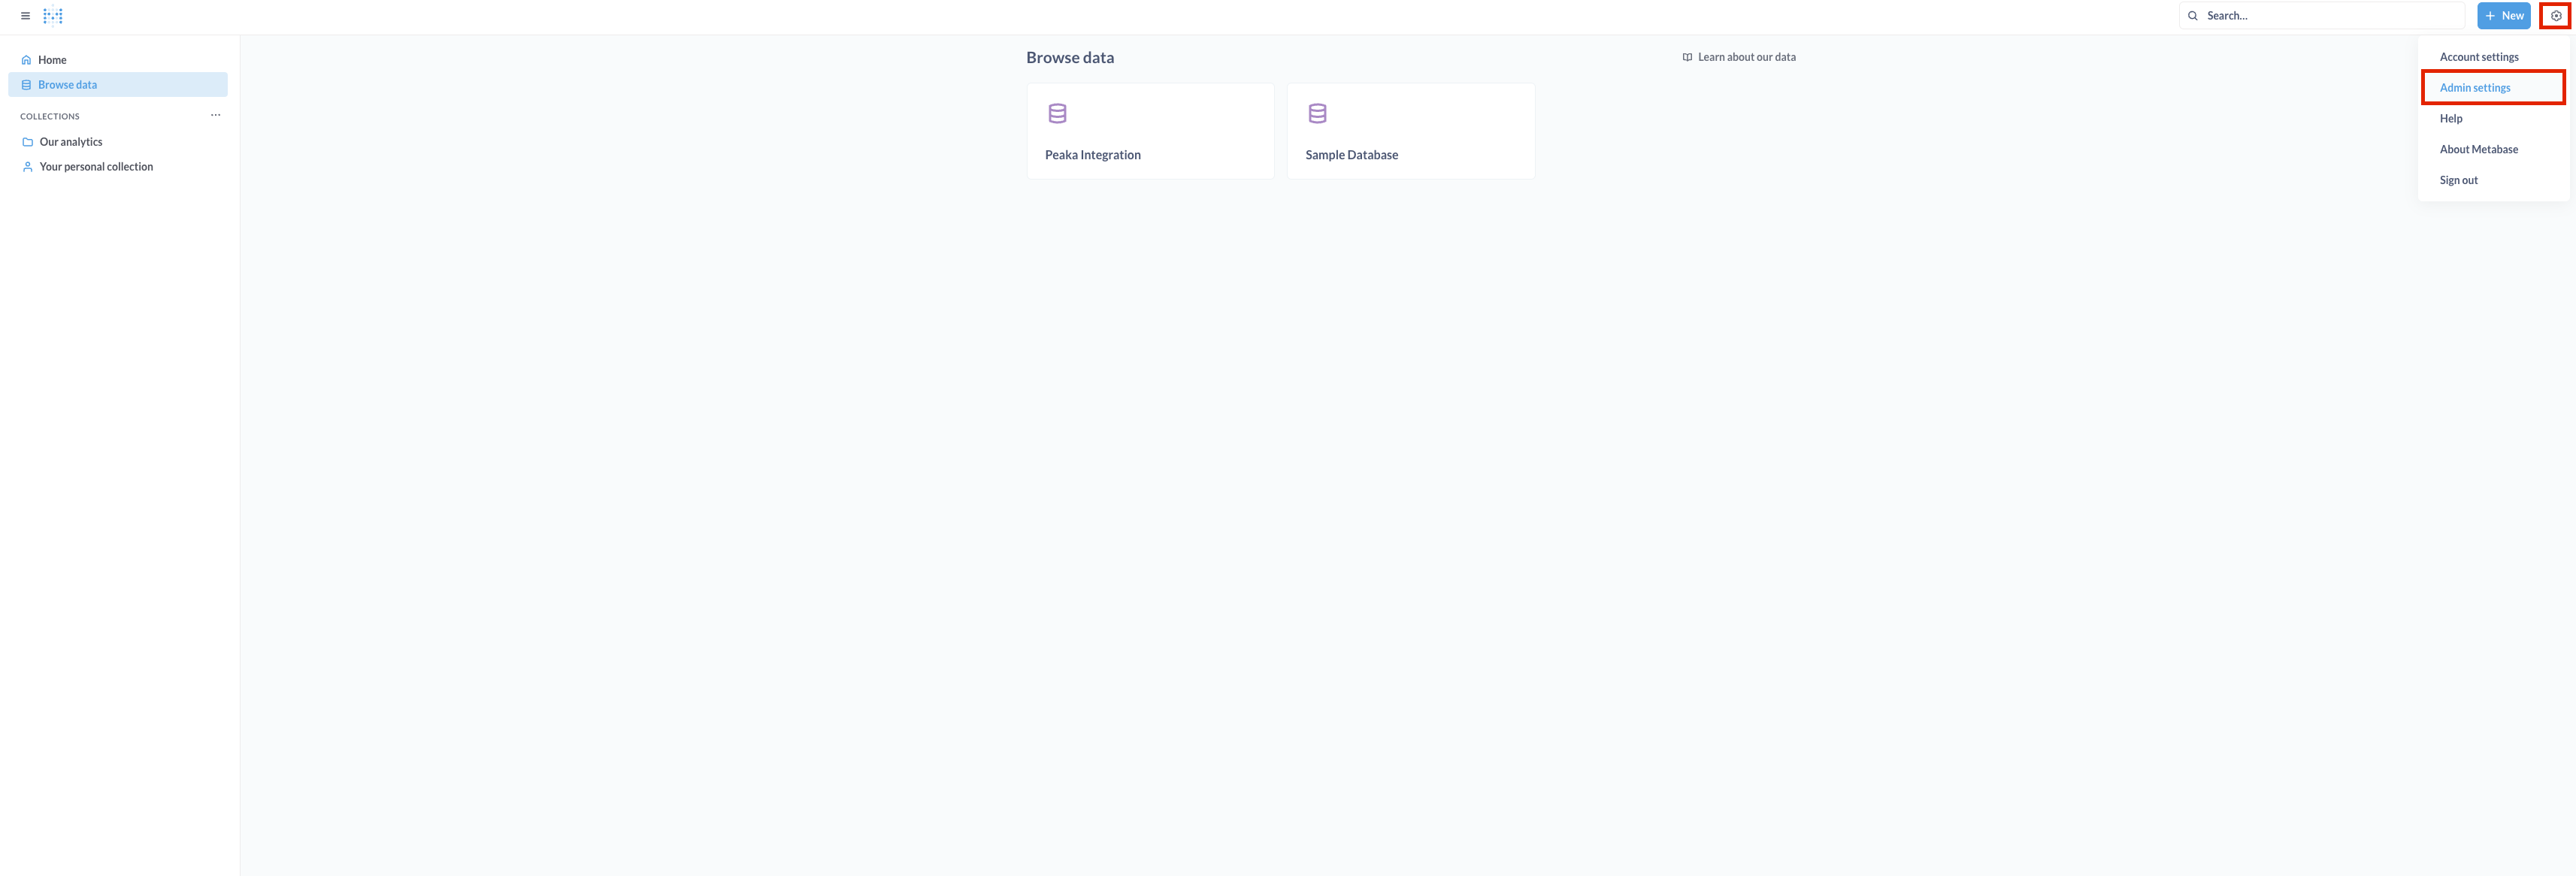 Search...
New
Home
Browse data
COLLECTIONS
Our analytics
Your personal collection
Browse data
Learn about our data
Peaka Integration
Sample Database
Account settings
Admin settings
Help
About Metabase
Sign out